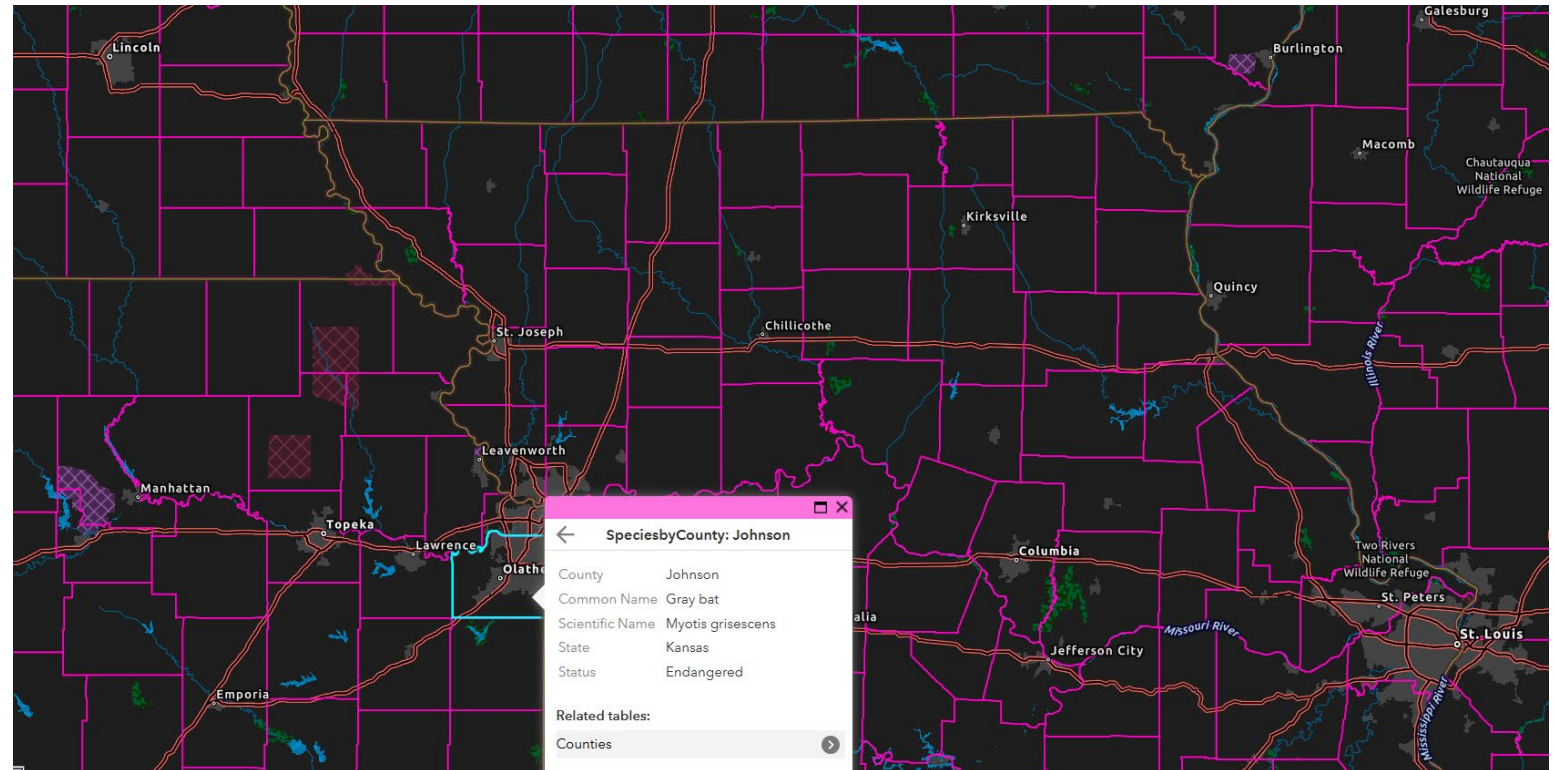 Galesburg
Lincoln
Burlington
Macomb
Chautauqua
National
Wildlife Refuge
Kirksville
Quincy
Chillicothe
St. Joseph
Illinois River
Leavenworth
Manhattan
Topeka
Lawrence
Columbia
Two Rivers
National
Wildlife Refuge
Olathe
St. Peters
alia
Missouri River
St. Louis
Jefferson City
Emporia
Mississippi River
SpeciesbyCounty: Johnson
County Johnson
Common Name Gray bat
Scientific Name Myotis grisescens
State Kansas
Status Endangered
Related tables:
Counties